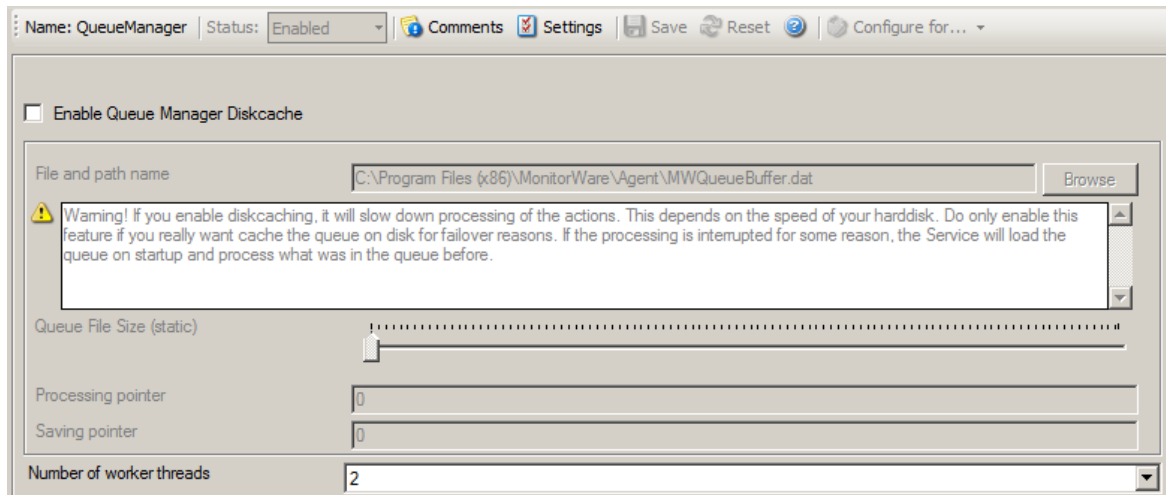 Name: QueueManager Status: Enabled Comments Settings Save Reset Configure for...
Enable Queue Manager Diskcache
File and path name C:\Program Files (x86)\MonitorWare\Agent\MWQueueBuffer.dat Browse
Warning! If you enable diskcaching, it will slow down processing of the actions. This depends on the speed of your harddisk. Do only enable this
feature if you really want cache the queue on disk for failover reasons. If the processing is interrupted for some reason, the Service will load the
queue on startup and process what was in the queue before.
Queue File Size (static)
Processing pointer 0
Saving pointer 0
Number of worker threads 2